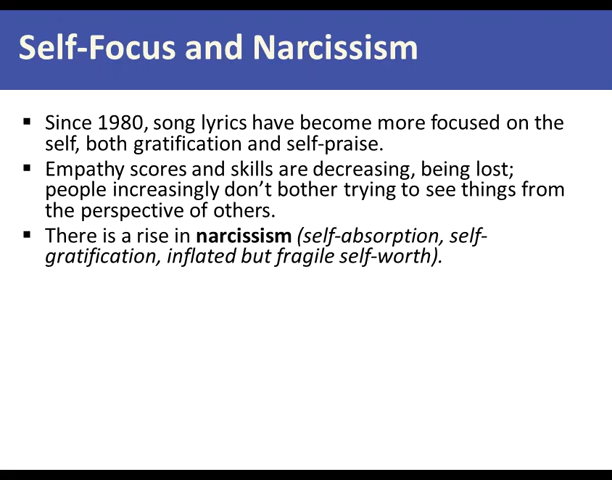 Self-Focus and Narcissism
▪ Since 1980, song lyrics have become more focused on the
self, both gratification and self-praise.
▪ Empathy scores and skills are decreasing, being lost;
people increasingly don't bother trying to see things from
the perspective of others.
▪ There is a rise in narcissism (self-absorption, self-
gratification, inflated but fragile self-worth).